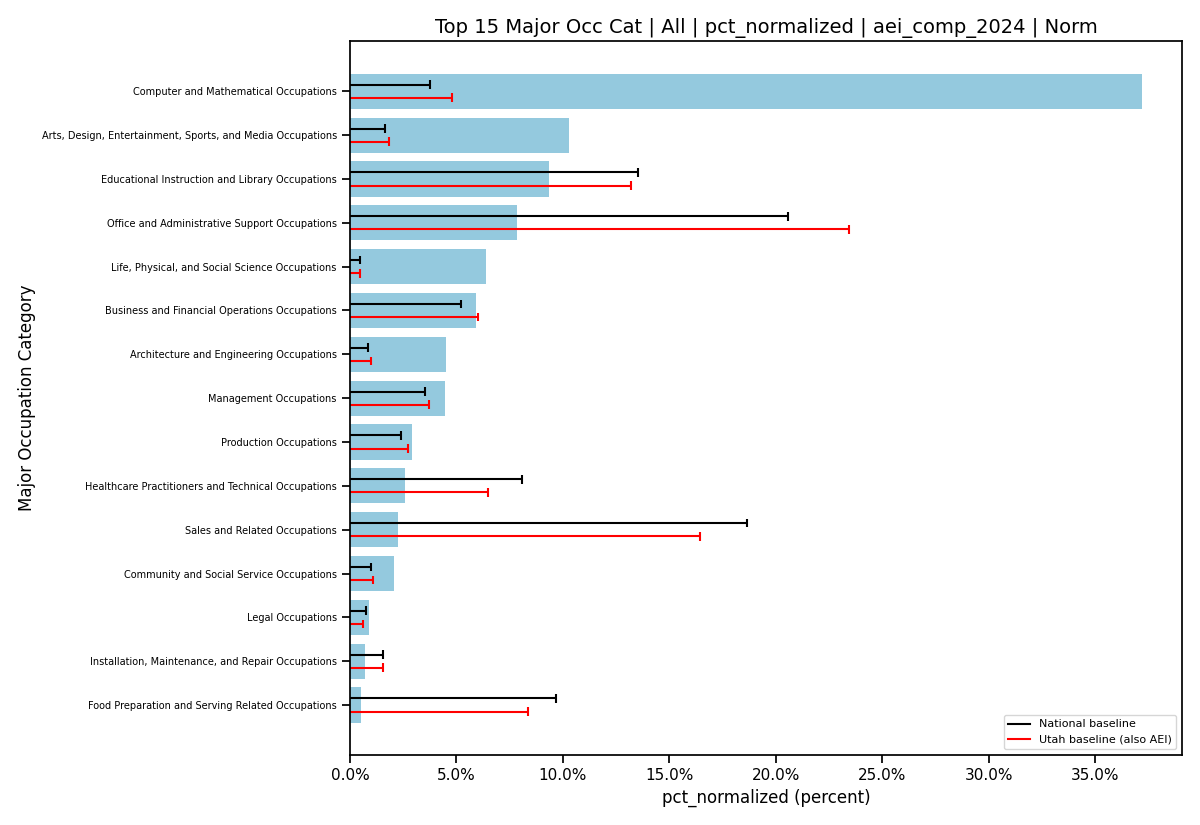 Top 15 Major Occ Cat | All | pct_normalized | aei_comp_2024 | Norm
Major Occupation Category
Computer and Mathematical Occupations
Arts, Design, Entertainment, Sports, and Media Occupations
Educational Instruction and Library Occupations
Office and Administrative Support Occupations
Life, Physical, and Social Science Occupations
Business and Financial Operations Occupations
Architecture and Engineering Occupations
Management Occupations
Production Occupations
Healthcare Practitioners and Technical Occupations
Sales and Related Occupations
Community and Social Service Occupations
Legal Occupations
Installation, Maintenance, and Repair Occupations
Food Preparation and Serving Related Occupations
National baseline
Utah baseline (also AEI)
0.0% 5.0% 10.0% 15.0% 20.0% 25.0% 30.0% 35.0%
pct_normalized (percent)